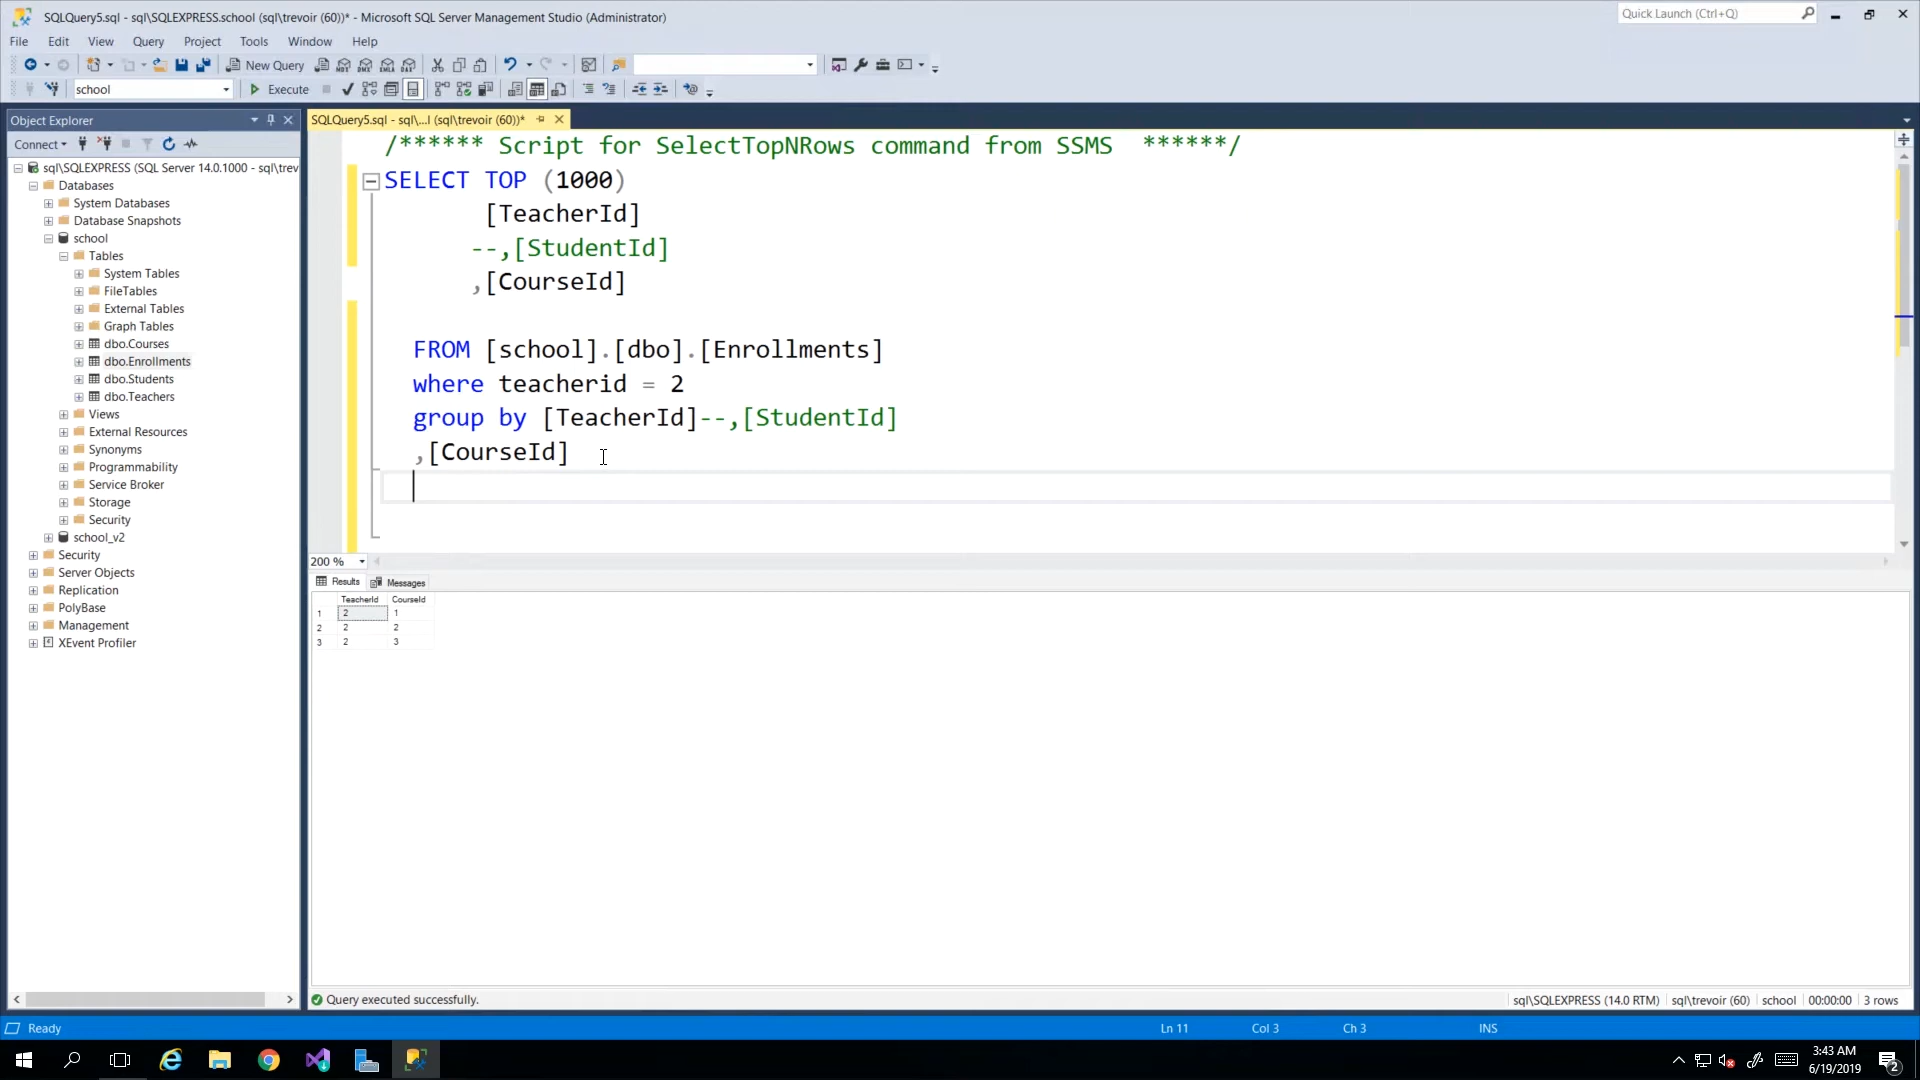 SQLQuery5.sql - sql\SQLEXPRESS.school (sql\trevoir (60))* - Microsoft SQL Server Management Studio (Administrator)
Quick Launch (Ctrl+Q)
File Edit View Query Project Tools Window Help
New Query
school
Execute
Object Explorer
SQLQuery5.sql - sql\...l (sql\trevoir (60))*
Connect
sql\SQLEXPRESS (SQL Server 14.0.1000 - sql\trev
Databases
System Databases
Database Snapshots
school
Tables
System Tables
FileTables
External Tables
Graph Tables
dbo.Courses
dbo.Enrollments
dbo.Students
dbo.Teachers
Views
External Resources
Synonyms
Programmability
Service Broker
Storage
Security
school_v2
Security
Server Objects
Replication
PolyBase
Management
XEvent Profiler
/****** Script for SelectTopNRows command from SSMS  ******/
SELECT TOP (1000)
[TeacherId]
--,[StudentId]
,[CourseId]
FROM [school].[dbo].[Enrollments]
where teacherid = 2
group by [TeacherId]--,[StudentId]
,[CourseId]
200 %
Results Messages
TeacherId CourseId
1 2 1
2 2 2
3 2 3
Query executed successfully.
sql\SQLEXPRESS (14.0 RTM) sql\trevoir (60) school 00:00:00 3 rows
Ready
Ln 11 Col 3 Ch 3 INS
3:43 AM
6/19/2019
2